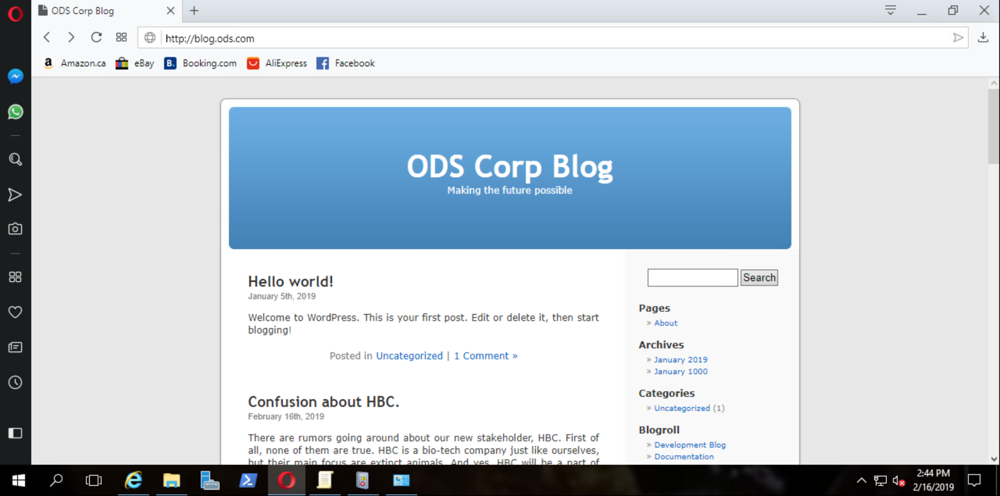 ODS Corp Blog
http://blog.ods.com
Amazon.ca eBay Booking.com AliExpress Facebook
ODS Corp Blog
Making the future possible
Hello world!
January 5th, 2019
Welcome to WordPress. This is your first post. Edit or delete it, then start
blogging!
Posted in Uncategorized | 1 Comment »
Confusion about HBC.
February 16th, 2019
There are rumors going around about our new stakeholder, HBC. First of
all, none of them are true. HBC is a bio-tech company just like ourselves,
but their main focus are extinct animals. And yes, HBC will be a part of
Search
Pages
» About
Archives
» January 2019
» January 1000
Categories
» Uncategorized (1)
Blogroll
» Development Blog
» Documentation
2:44 PM
2/16/2019